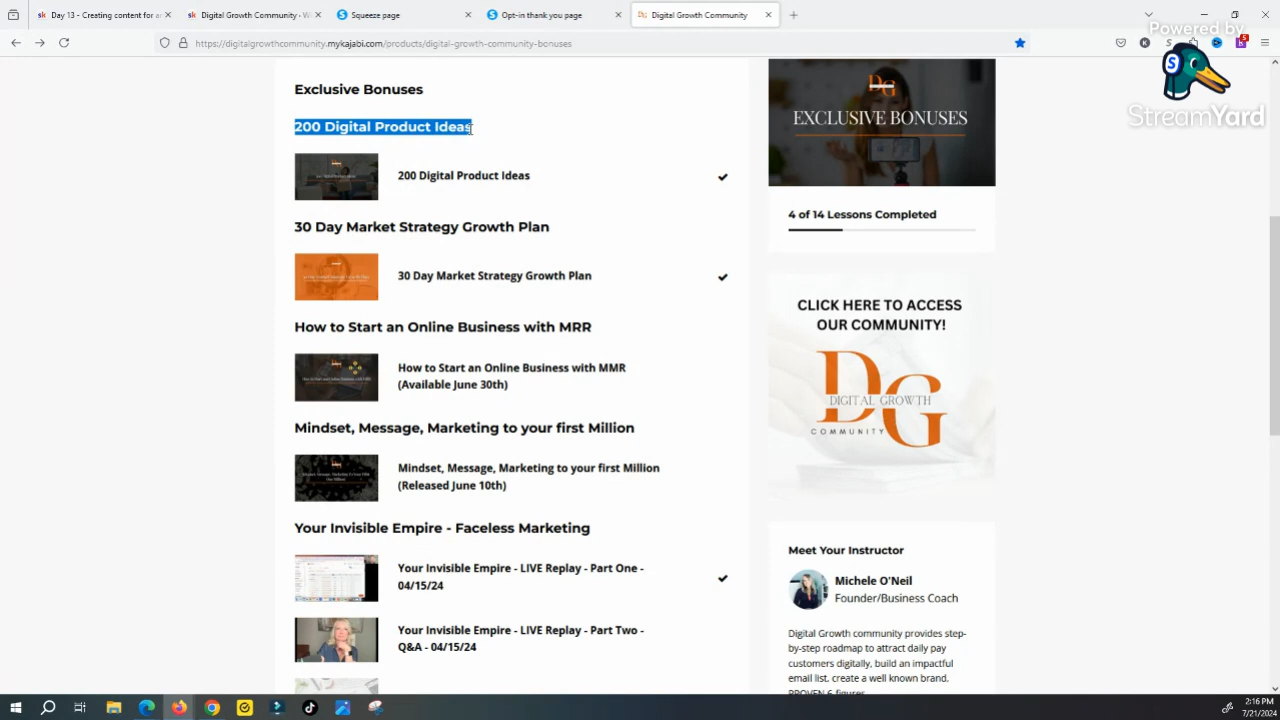 Day 13 - Creating content for a
Digital Growth Community - W
Squeeze page
Opt-in thank you page
Digital Growth Community
https://digitalgrowthcommunity.mykajabi.com/products/digital-growth-community-bonuses
Powered by
StreamYard
Exclusive Bonuses
200 Digital Product Ideas
200 Digital Product Ideas
30 Day Market Strategy Growth Plan
30 Day Market Strategy Growth Plan
How to Start an Online Business with MRR
How to Start an Online Business with MMR
(Available June 30th)
Mindset, Message, Marketing to your first Million
Mindset, Message, Marketing to your first Million
(Released June 10th)
Your Invisible Empire - Faceless Marketing
Your Invisible Empire - LIVE Replay - Part One -
04/15/24
Your Invisible Empire - LIVE Replay - Part Two -
Q&A - 04/15/24
DG
EXCLUSIVE BONUSES
4 of 14 Lessons Completed
CLICK HERE TO ACCESS
OUR COMMUNITY!
DG
DIGITAL GROWTH
COMMUNITY
Meet Your Instructor
Michele O'Neil
Founder/Business Coach
Digital Growth community provides step-
by-step roadmap to attract daily pay
customers digitally, build an impactful
email list, create a well known brand,
PROVEN 6-figures
2:16 PM
7/21/2024